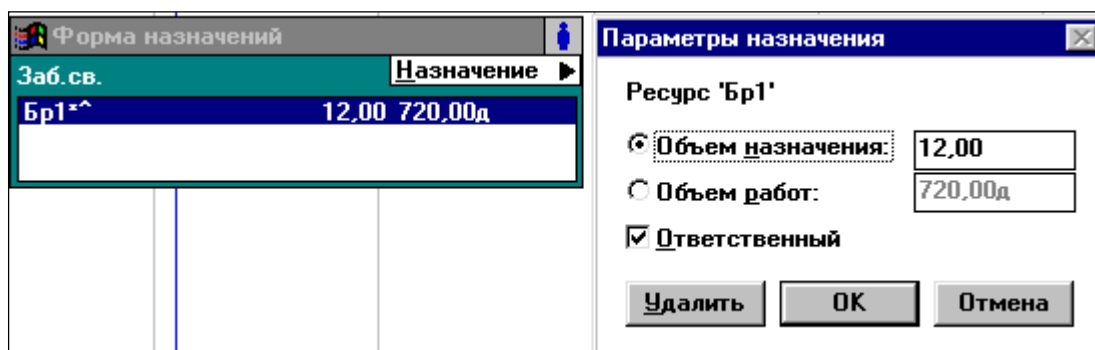 Форма назначений
Заб.св.
Назначение
Бр1*^ 12,00 720,00д
Параметры назначения
Ресурс 'Бр1'
Объем назначения: 12,00
Объем работ: 720,00д
Ответственный
Удалить OK Отмена